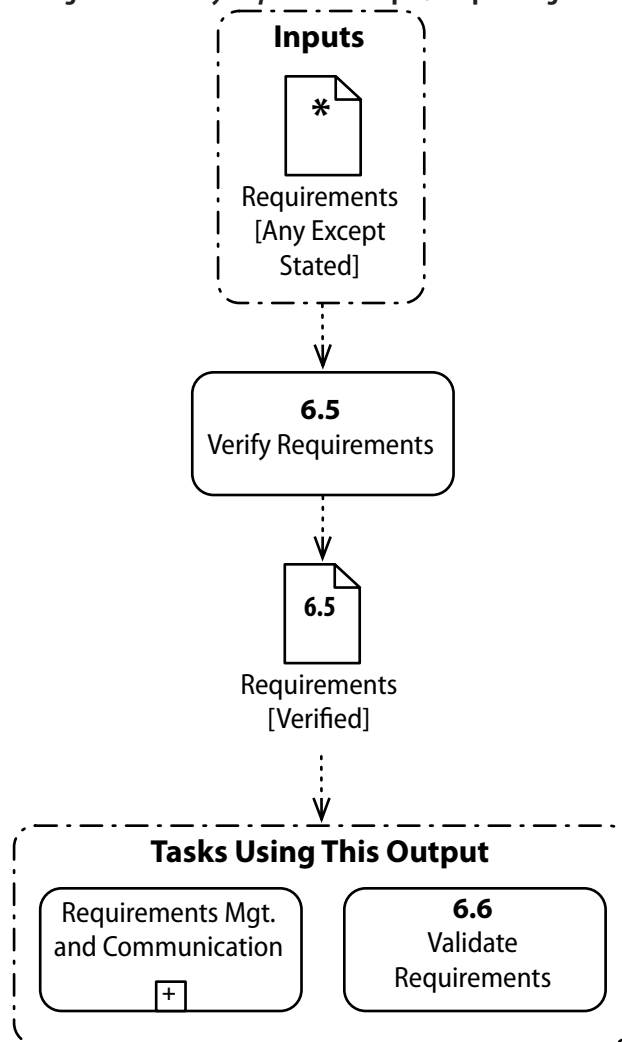 Inputs
*
Requirements
[Any Except
Stated]
6.5
Verify Requirements
6.5
Requirements
[Verified]
Tasks Using This Output
Requirements Mgt.
and Communication
+
6.6
Validate
Requirements